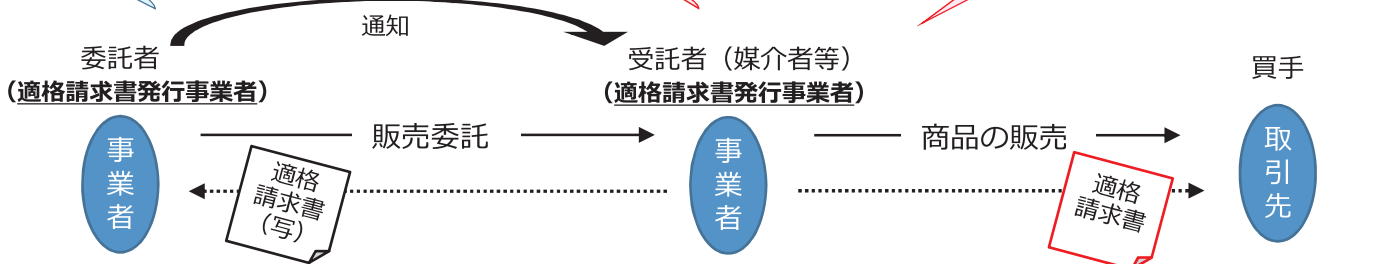 通知
委託者
（適格請求書発行事業者）
受託者（媒介者等）
（適格請求書発行事業者）
買手
事業者
販売委託
適格
請求書
（写）
事業者
商品の販売
適格
請求書
取引先